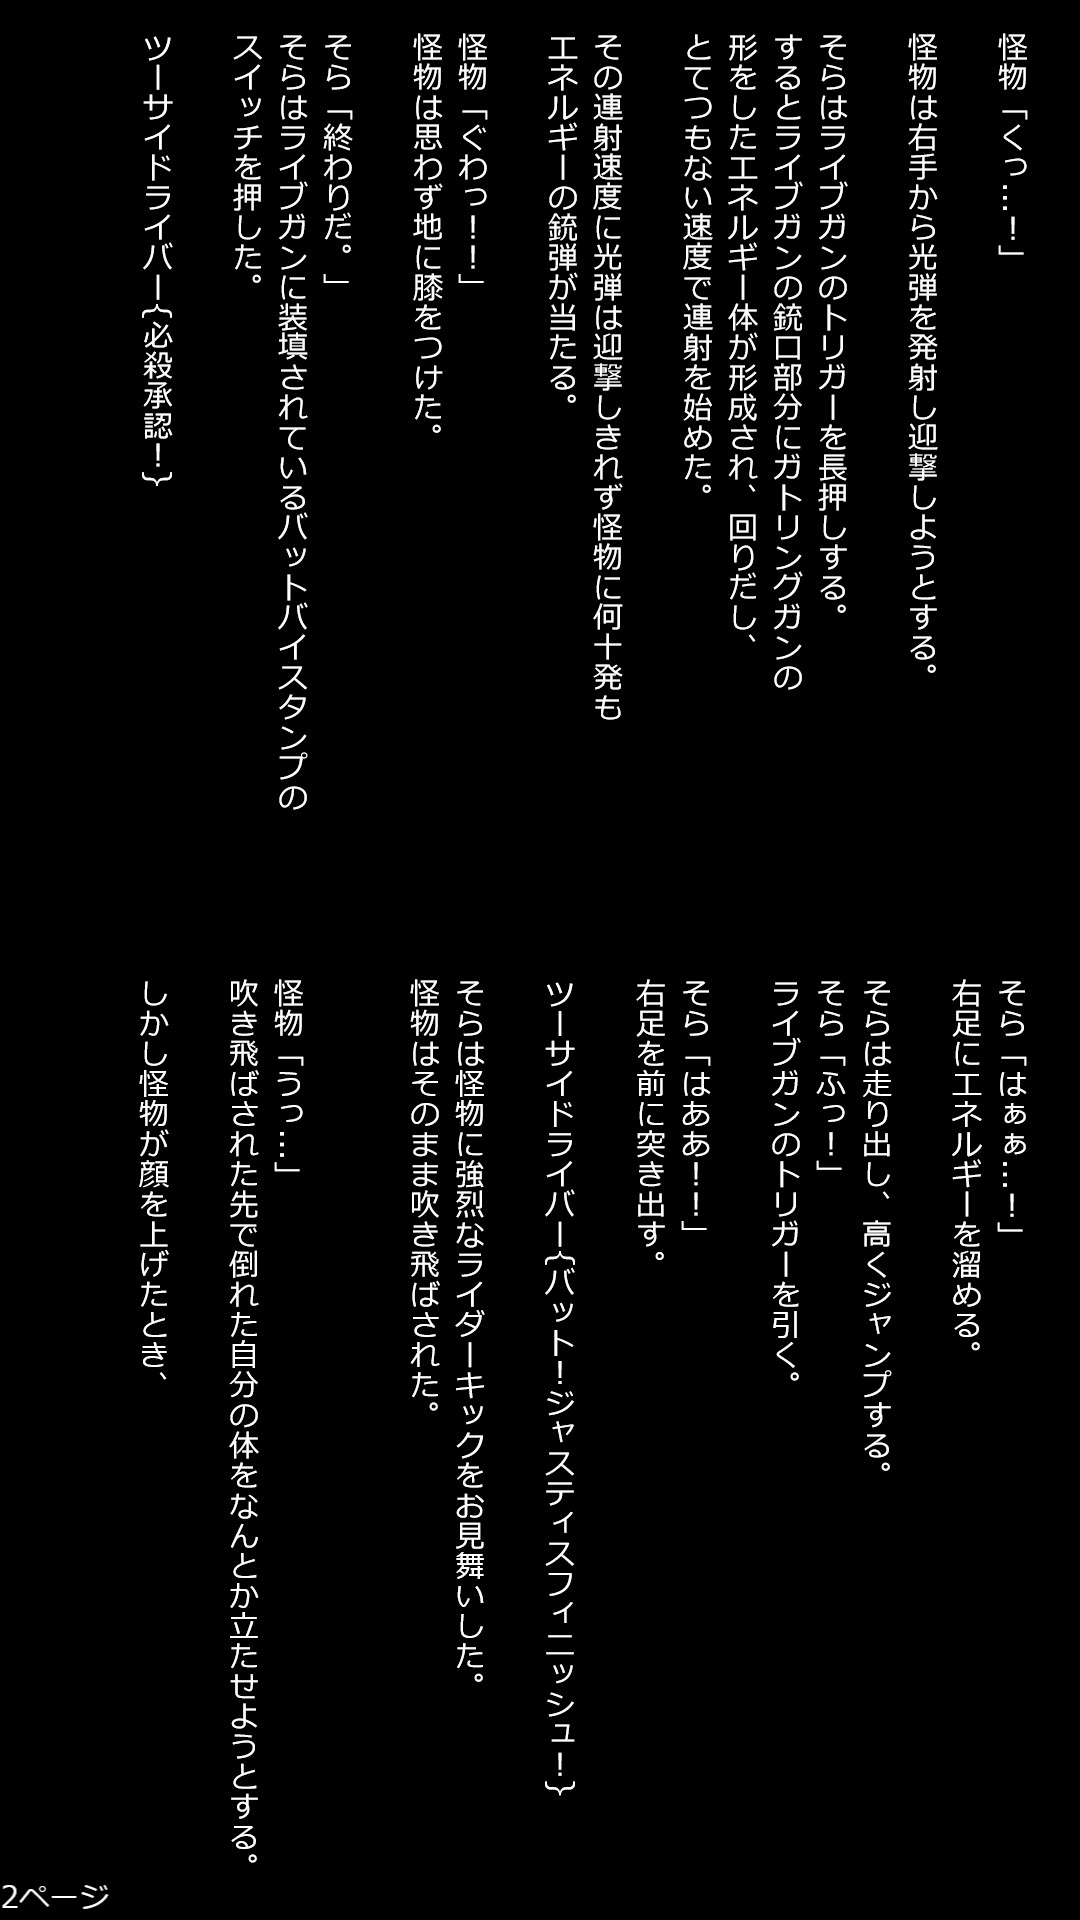 怪物「くっ…！」
怪物は右手から光弾を発射し迎撃しようとする。
そらはライブガンのトリガーを長押しする。
するとライブガンの銃口部分にガトリングガンの
形をしたエネルギー体が形成され、回りだし、
とてつもない速度で連射を始めた。
その連射速度に光弾は迎撃しきれず怪物に何十発も
エネルギーの銃弾が当たる。
怪物「ぐわっ！！」
怪物は思わず地に膝をつけた。
そら「終わりだ。」
そらはライブガンに装填されているバットバイスタンプの
スイッチを押した。
ツーサイドライバー{必殺承認！}
そら「はぁぁ…！」
右足にエネルギーを溜める。
そらは走り出し、高くジャンプする。
そら「ふっ！」
ライブガンのトリガーを引く。
そら「はああ！！」
右足を前に突き出す。
ツーサイドライバー{バット！ジャスティスフィニッシュ！}
そらは怪物に強烈なライダーキックをお見舞いした。
怪物はそのまま吹き飛ばされた。
怪物「うっ…」
吹き飛ばされた先で倒れた自分の体をなんとか立たせようとする。
しかし怪物が顔を上げたとき、
2ページ